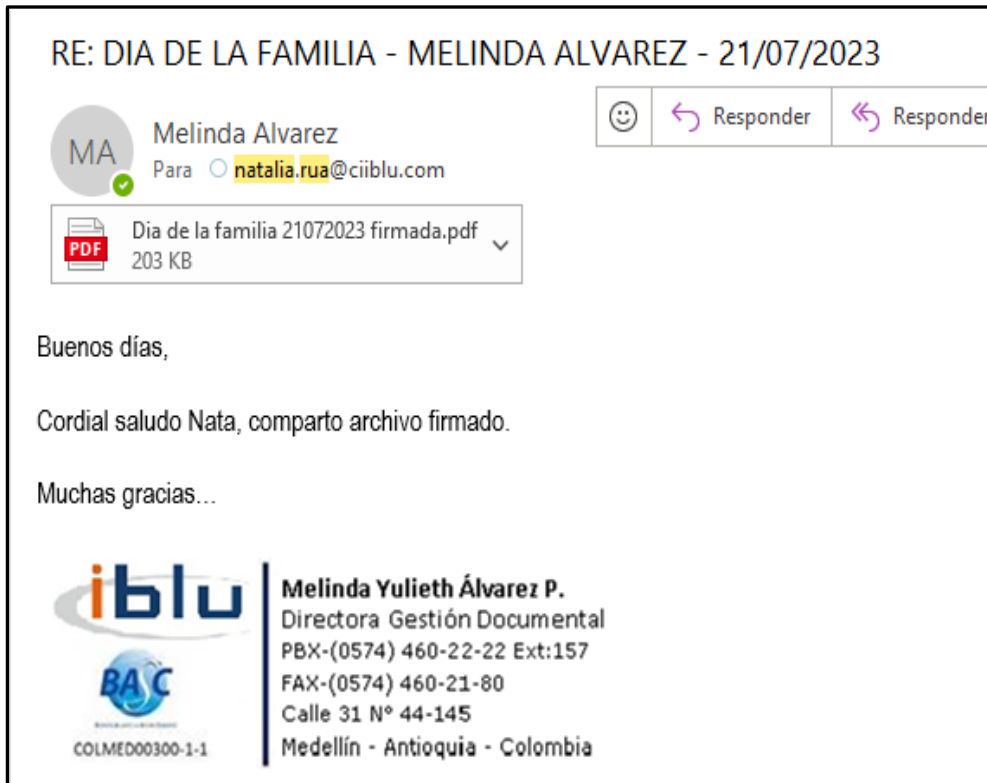 RE: DIA DE LA FAMILIA - MELINDA ALVAREZ - 21/07/2023
MA
Melinda Alvarez
Para natalia.rua@ciiblu.com
Responder
Responder
PDF
Dia de la familia 21072023 firmada.pdf
203 KB
Buenos días,
Cordial saludo Nata, comparto archivo firmado.
Muchas gracias...
iblu
BASC
COLMED00300-1-1
Melinda Yulieth Álvarez P.
Directora Gestión Documental
PBX-(0574) 460-22-22 Ext:157
FAX-(0574) 460-21-80
Calle 31 Nº 44-145
Medellín - Antioquia - Colombia